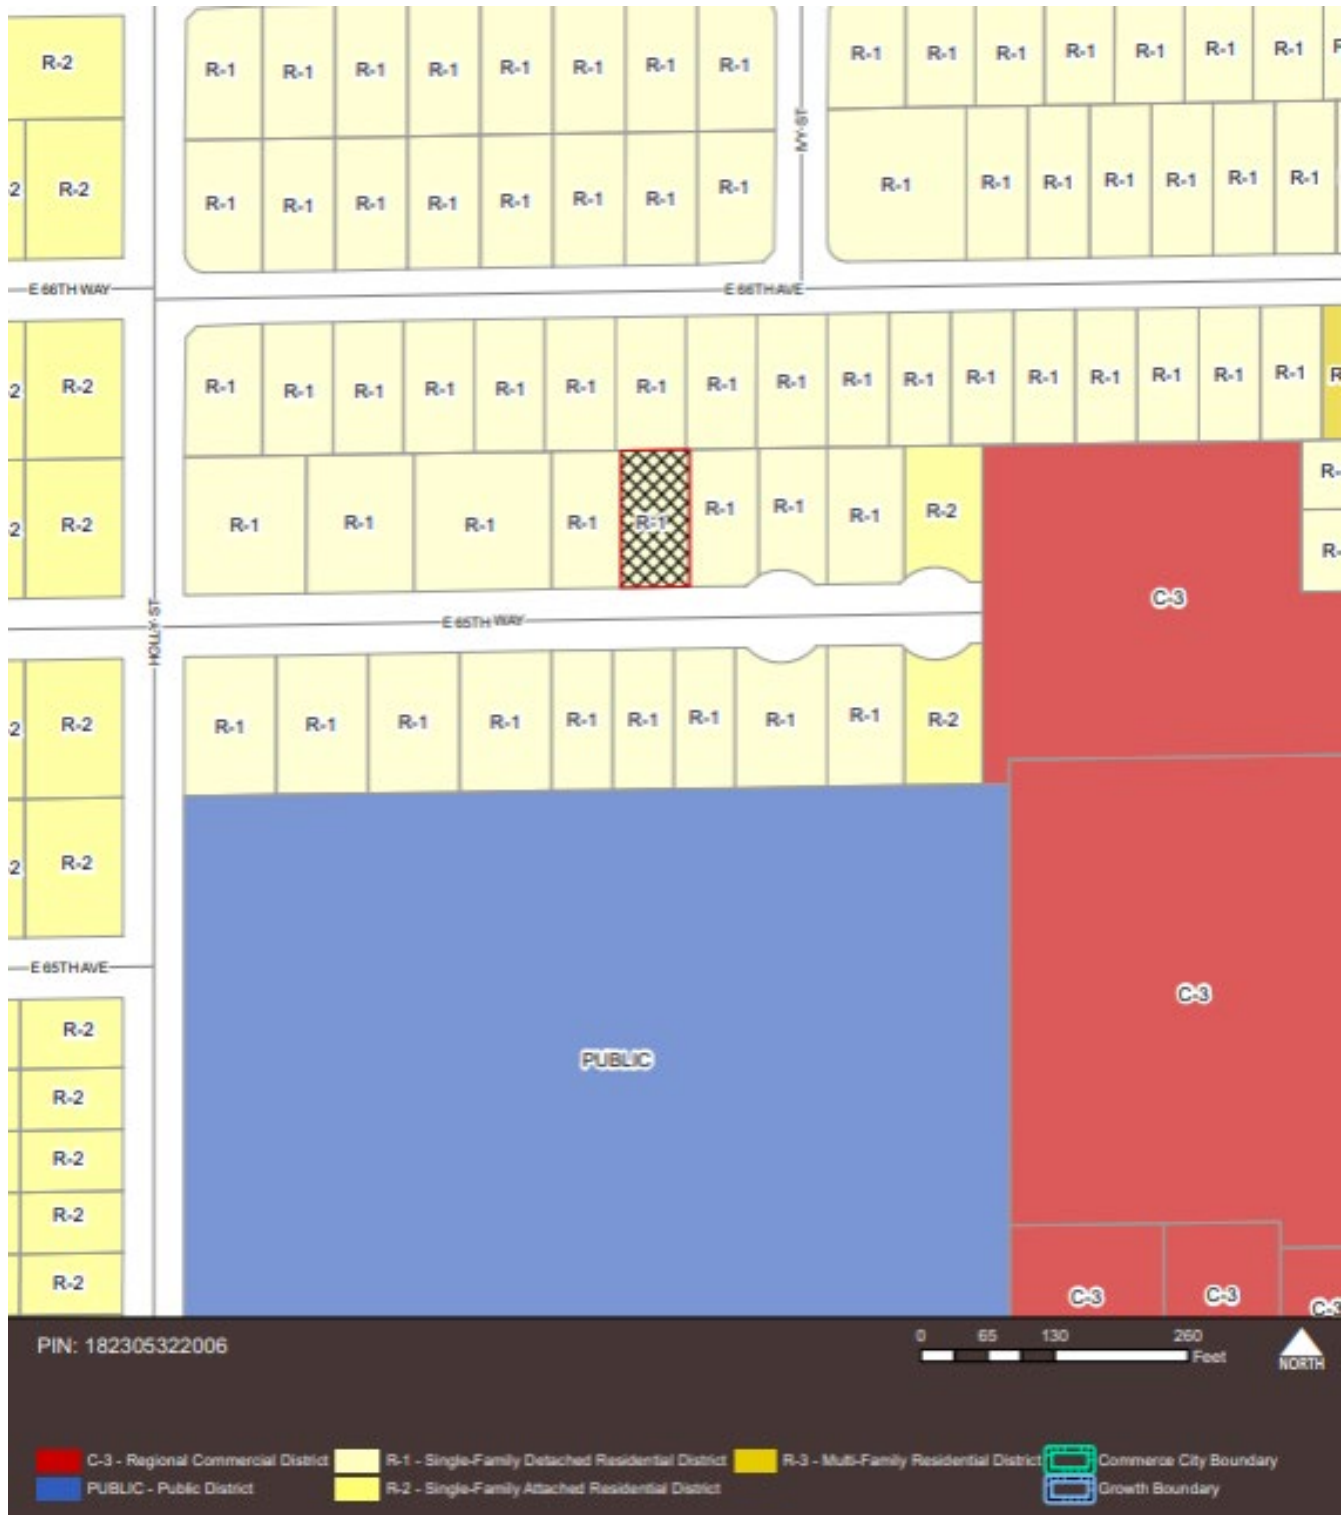 R-2
R-1 R-1 R-1 R-1 R-1 R-1 R-1 R-1
R-1 R-1 R-1 R-1 R-1 R-1 R-1
IVY ST
R-2
R-1 R-1 R-1 R-1 R-1 R-1 R-1 R-1
R-1 R-1 R-1 R-1 R-1 R-1 R-1
E 66TH WAY
E 66TH AVE
R-2
R-1 R-1 R-1 R-1 R-1 R-1 R-1 R-1 R-1 R-1 R-1 R-1 R-1 R-1 R-1 R-1 R-1
R-2
R-1 R-1 R-1 R-1 R-1 R-1 R-1 R-1 R-2
C-3
HOLLY ST
E 65TH WAY
R-2
R-1 R-1 R-1 R-1 R-1 R-1 R-1 R-1 R-1 R-2
R-2
E 65TH AVE
C-3
R-2
PUBLIC
R-2
R-2
R-2
R-2
C-3 C-3 C-3
PIN: 182305322006
0 65 130 260
Feet
NORTH
C-3 - Regional Commercial District
R-1 - Single-Family Detached Residential District
R-3 - Multi-Family Residential District
Commerce City Boundary
PUBLIC - Public District
R-2 - Single-Family Attached Residential District
Growth Boundary